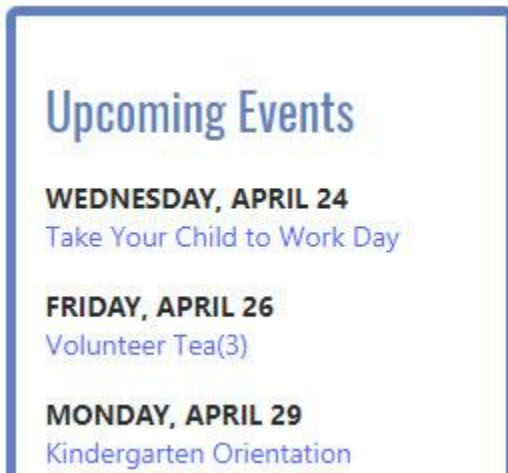 Upcoming Events
WEDNESDAY, APRIL 24
Take Your Child to Work Day
FRIDAY, APRIL 26
Volunteer Tea(3)
MONDAY, APRIL 29
Kindergarten Orientation